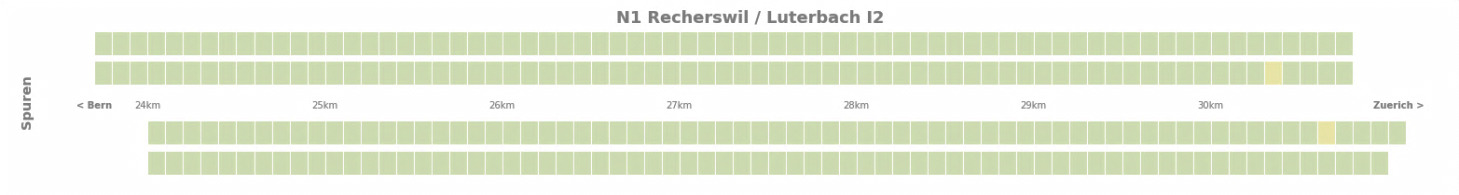 N1 Recherswil / Luterbach I2
Spuren
< Bern 24km 25km 26km 27km 28km 29km 30km Zuerich >